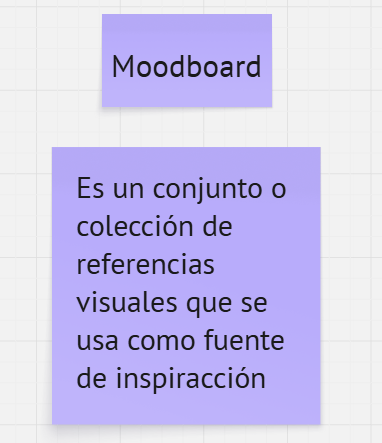 Moodboard
Es un conjunto o
colección de
referencias
visuales que se
usa como fuente
de inspiracción